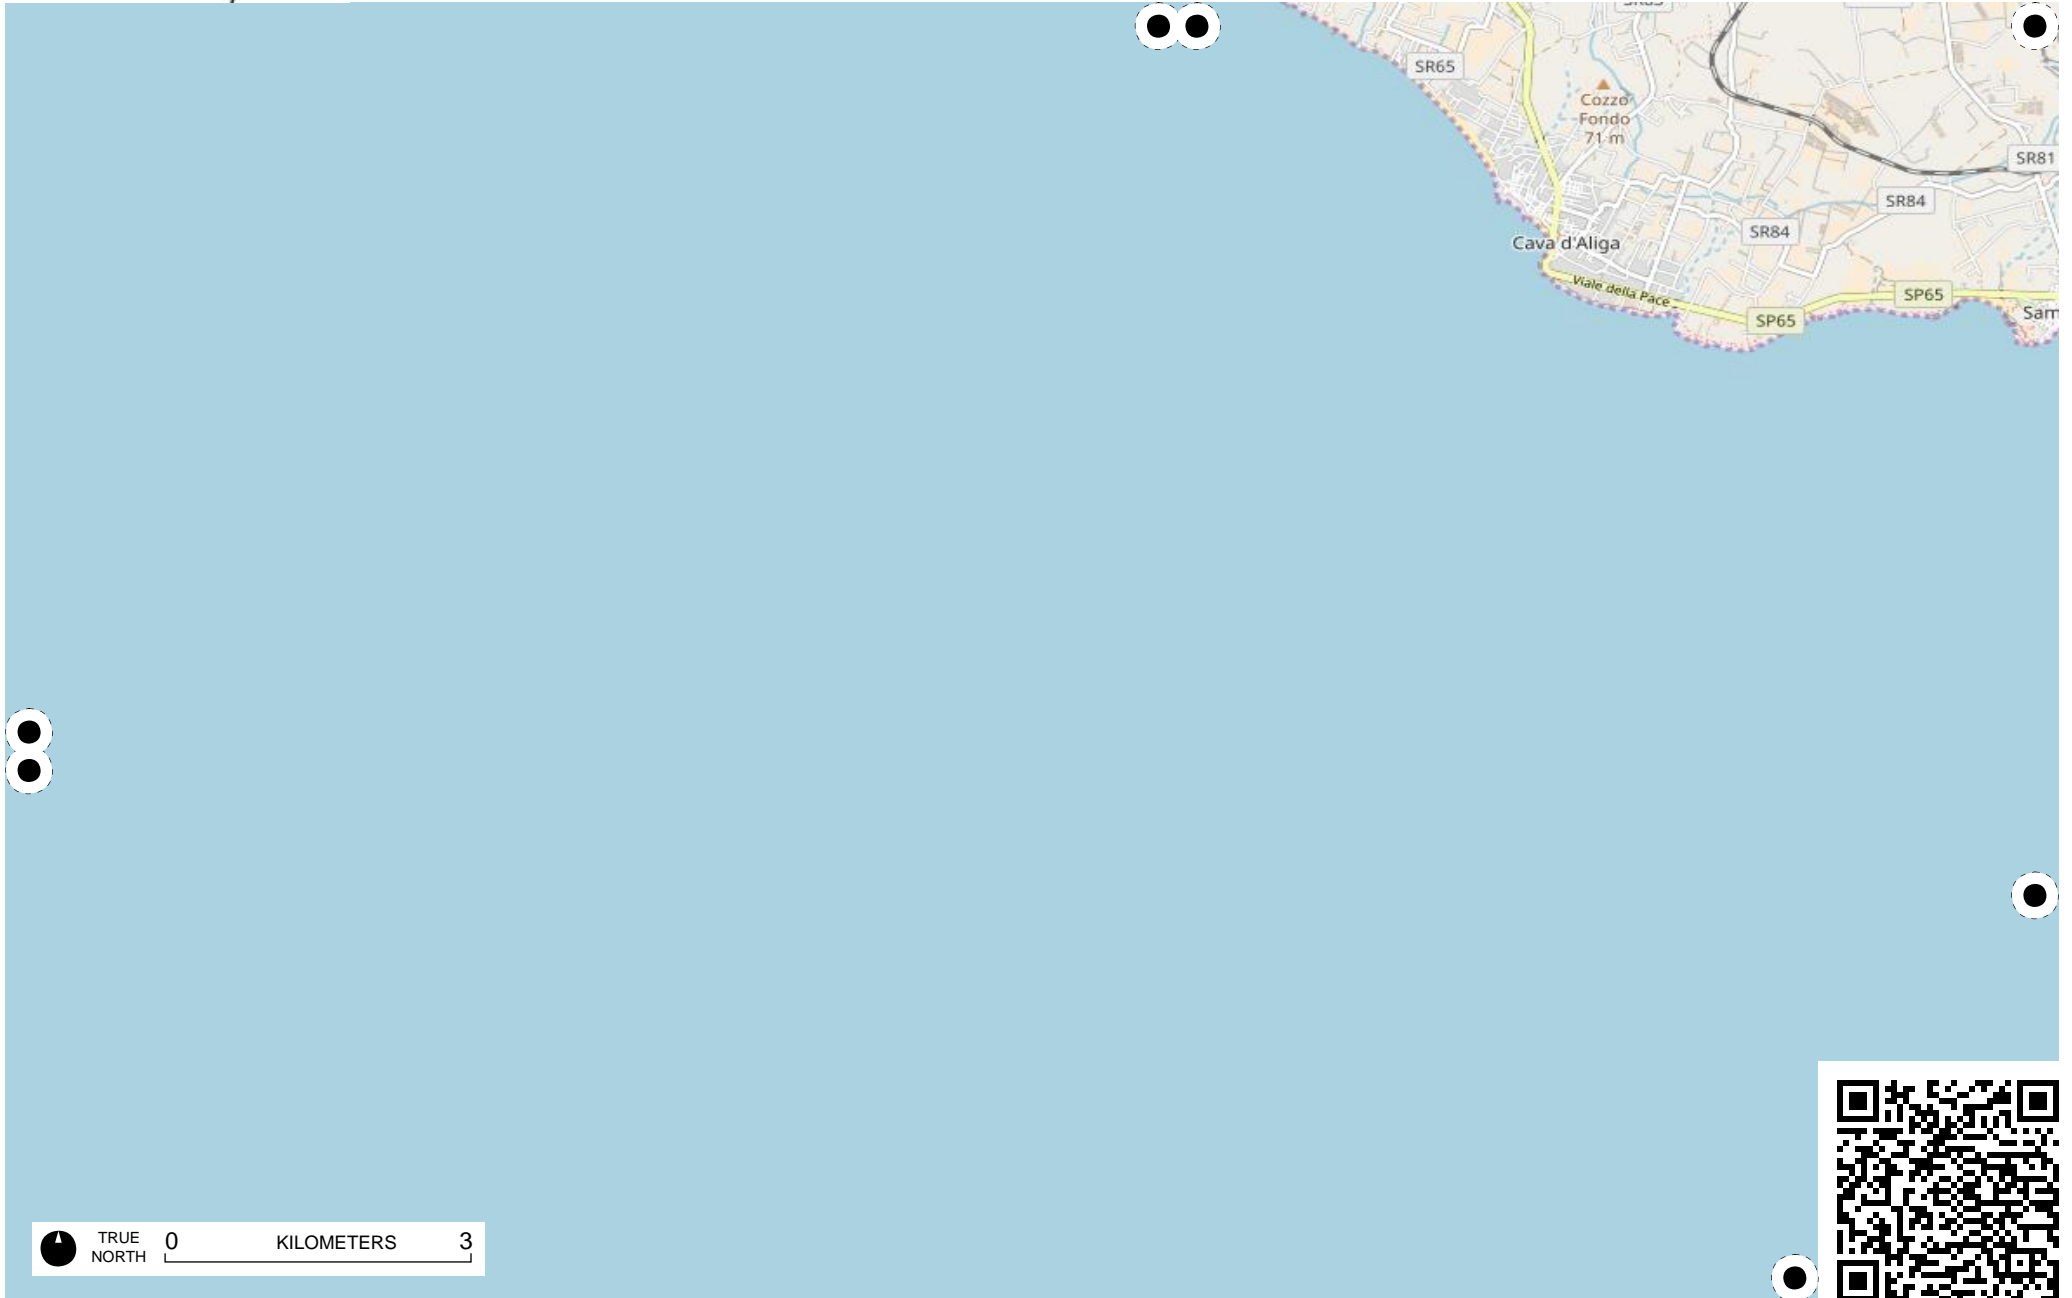 SR65
Cozzo
Fondo
71 m
SR81
SR84
SR84
Cava d'Aliga
Viale della Pace
SP65
Sam
SP65
TRUE
NORTH
0 KILOMETERS 3